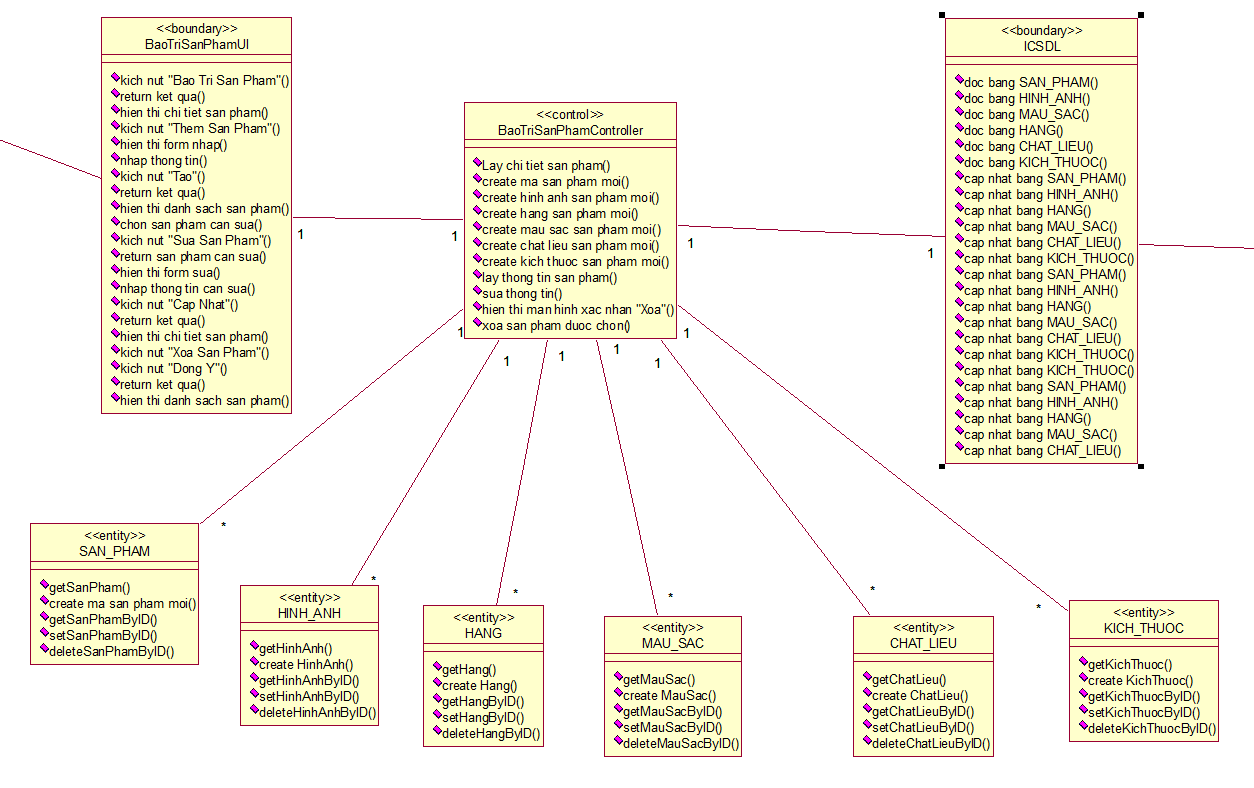 <<boundary>>
BaoTriSanPhamUI
kich nut "Bao Tri San Pham"()
return ket qua()
hien thi chi tiet san pham()
kich nut "Them San Pham"()
hien thi form nhap()
nhap thong tin()
kich nut "Tao"()
return ket qua()
hien thi danh sach san pham()
chon san pham can sua()
kich nut "Sua San Pham"()
return san pham can sua()
hien thi form sua()
nhap thong tin can sua()
kich nut "Cap Nhat"()
return ket qua()
hien thi chi tiet san pham()
kich nut "Xoa San Pham"()
kich nut "Dong Y"()
return ket qua()
hien thi danh sach san pham()
1
1
<<control>>
BaoTriSanPhamController
Lay chi tiet san pham()
create ma san pham moi()
create hinh anh san pham moi()
create hang san pham moi()
create mau sac san pham moi()
create chat lieu san pham moi()
create kich thuoc san pham moi()
lay thong tin san pham()
sua thong tin()
hien thi man hinh xac nhan "Xoa"()
xoa san pham duoc chon()
1
1
<<boundary>>
ICSDL
doc bang SAN_PHAM()
doc bang HINH_ANH()
doc bang MAU_SAC()
doc bang HANG()
doc bang CHAT_LIEU()
doc bang KICH_THUOC()
cap nhat bang SAN_PHAM()
cap nhat bang HINH_ANH()
cap nhat bang HANG()
cap nhat bang MAU_SAC()
cap nhat bang CHAT_LIEU()
cap nhat bang KICH_THUOC()
cap nhat bang SAN_PHAM()
cap nhat bang HINH_ANH()
cap nhat bang HANG()
cap nhat bang MAU_SAC()
cap nhat bang CHAT_LIEU()
cap nhat bang KICH_THUOC()
cap nhat bang KICH_THUOC()
cap nhat bang SAN_PHAM()
cap nhat bang HINH_ANH()
cap nhat bang HANG()
cap nhat bang MAU_SAC()
cap nhat bang CHAT_LIEU()
1
1
1
1
1
1
*
*
*
*
*
*
<<entity>>
SAN_PHAM
getSanPham()
create ma san pham moi()
getSanPhamByID()
setSanPhamByID()
deleteSanPhamByID()
<<entity>>
HINH_ANH
getHinhAnh()
create HinhAnh()
getHinhAnhByID()
setHinhAnhByID()
deleteHinhAnhByID()
<<entity>>
HANG
getHang()
create Hang()
getHangByID()
setHangByID()
deleteHangByID()
<<entity>>
MAU_SAC
getMauSac()
create MauSac()
getMauSacByID()
setMauSacByID()
deleteMauSacByID()
<<entity>>
CHAT_LIEU
getChatLieu()
create ChatLieu()
getChatLieuByID()
setChatLieuByID()
deleteChatLieuByID()
<<entity>>
KICH_THUOC
getKichThuoc()
create KichThuoc()
getKichThuocByID()
setKichThuocByID()
deleteKichThuocByID()